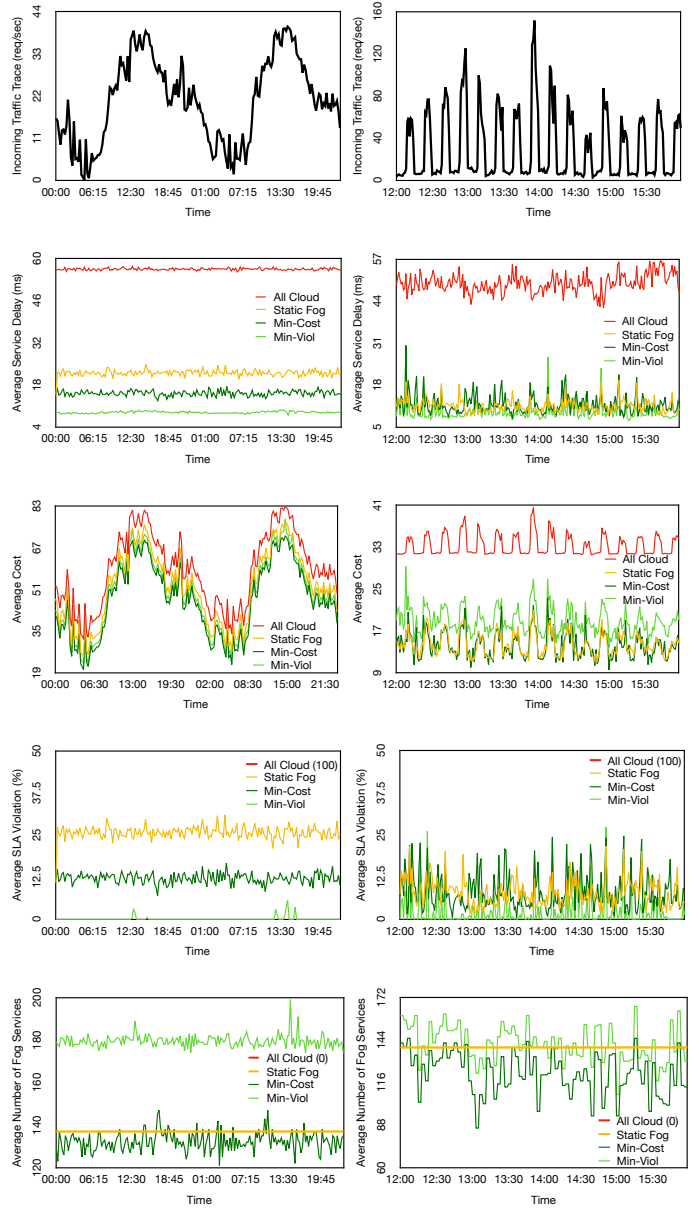 Incoming Traffic Trace (req/sec)
44
33
22
11
0
00:00 06:15 12:30 18:45 01:00 07:15 13:30 19:45
Time
Incoming Traffic Trace (req/sec)
160
120
80
40
0
12:00 12:30 13:00 13:30 14:00 14:30 15:00 15:30
Time
Average Service Delay (ms)
60
46
32
18
4
All Cloud
Static Fog
Min-Cost
Min-Viol
00:00 06:15 12:30 18:45 01:00 07:15 13:30 19:45
Time
Average Service Delay (ms)
57
44
31
18
5
All Cloud
Static Fog
Min-Cost
Min-Viol
12:00 12:30 13:00 13:30 14:00 14:30 15:00 15:30
Time
Average Cost
83
67
51
35
19
All Cloud
Static Fog
Min-Cost
Min-Viol
00:00 06:30 13:00 19:30 02:00 08:30 15:00 21:30
Time
Average Cost
41
33
25
17
9
All Cloud
Static Fog
Min-Cost
Min-Viol
12:00 12:30 13:00 13:30 14:00 14:30 15:00 15:30
Time
Average SLA Violation (%)
50
37.5
25
12.5
0
All Cloud (100)
Static Fog
Min-Cost
Min-Viol
00:00 06:15 12:30 18:45 01:00 07:15 13:30 19:45
Time
Average SLA Violation (%)
50
37.5
25
12.5
0
All Cloud (100)
Static Fog
Min-Cost
Min-Viol
12:00 12:30 13:00 13:30 14:00 14:30 15:00 15:30
Time
Average Number of Fog Services
200
180
160
140
120
All Cloud (0)
Static Fog
Min-Cost
Min-Viol
00:00 06:15 12:30 18:45 01:00 07:15 13:30 19:45
Time
Average Number of Fog Services
172
144
116
88
60
All Cloud (0)
Static Fog
Min-Cost
Min-Viol
12:00 12:30 13:00 13:30 14:00 14:30 15:00 15:30
Time